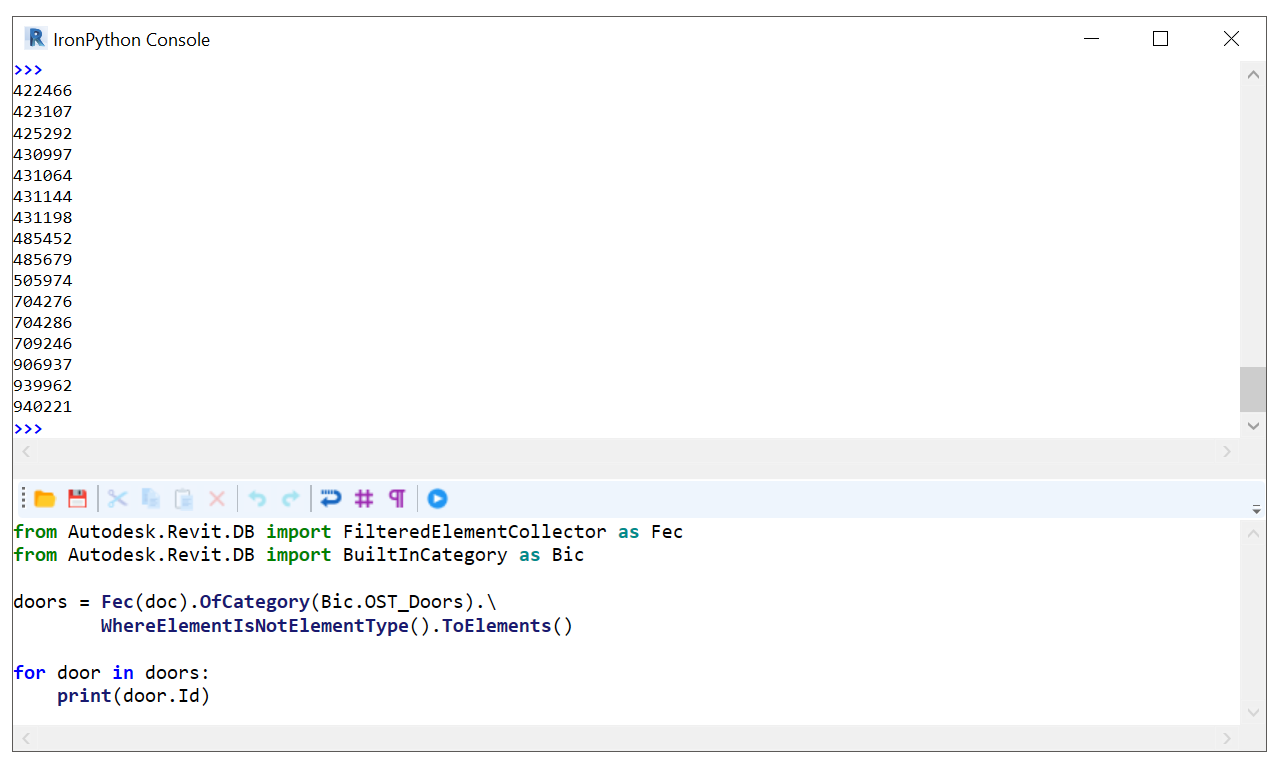 IronPython Console
>>>
422466
423107
425292
430997
431064
431144
431198
485452
485679
505974
704276
704286
709246
906937
939962
940221
>>>
from Autodesk.Revit.DB import FilteredElementCollector as Fec
from Autodesk.Revit.DB import BuiltInCategory as Bic
doors = Fec(doc).OfCategory(Bic.OST_Doors).\
        WhereElementIsNotElementType().ToElements()
for door in doors:
    print(door.Id)